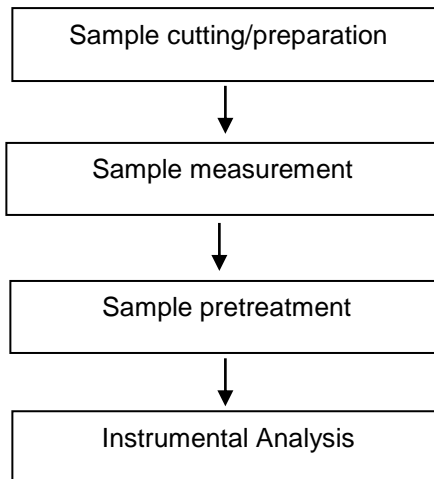 Sample cutting/preparation
Sample measurement
Sample pretreatment
Instrumental Analysis